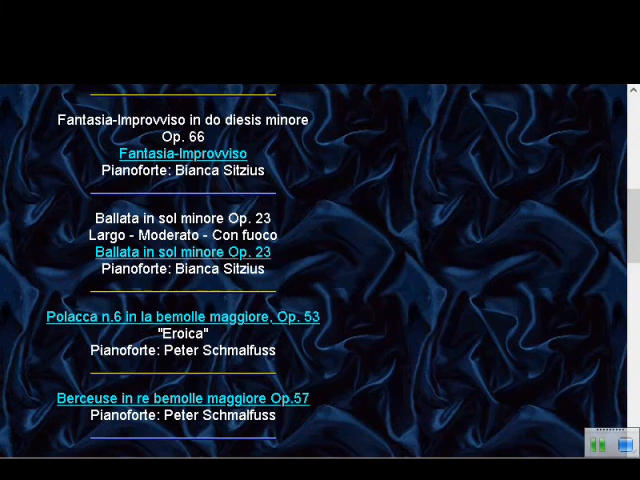 Fantasia-Improvviso in do diesis minore
Op. 66
Fantasia-Improvviso
Pianoforte: Bianca Sitzius
Ballata in sol minore Op. 23
Largo - Moderato - Con fuoco
Ballata in sol minore Op. 23
Pianoforte: Bianca Sitzius
Polacca n.6 in la bemolle maggiore, Op. 53
"Eroica"
Pianoforte: Peter Schmalfuss
Berceuse in re bemolle maggiore Op.57
Pianoforte: Peter Schmalfuss